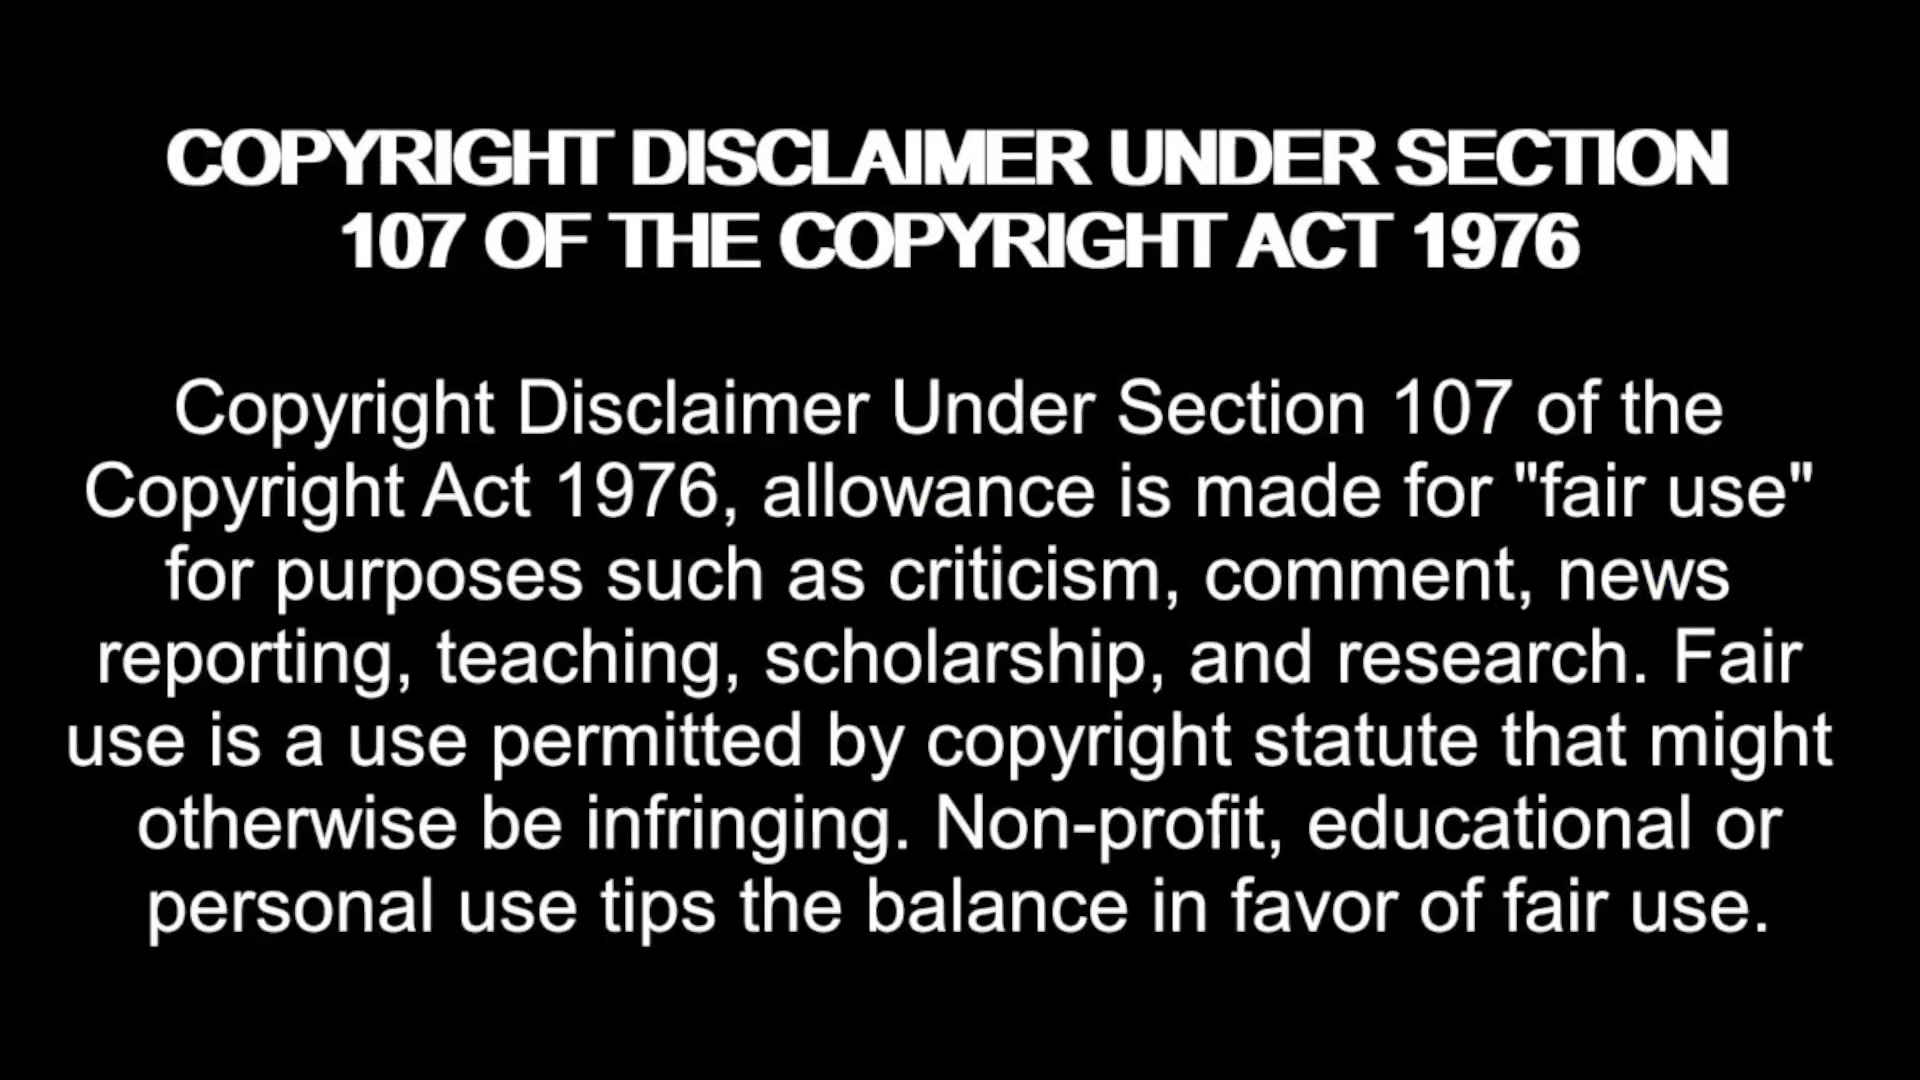 COPYRIGHT DISCLAIMER UNDER SECTION
107 OF THE COPYRIGHT ACT 1976
Copyright Disclaimer Under Section 107 of the
Copyright Act 1976, allowance is made for "fair use"
for purposes such as criticism, comment, news
reporting, teaching, scholarship, and research. Fair
use is a use permitted by copyright statute that might
otherwise be infringing. Non-profit, educational or
personal use tips the balance in favor of fair use.